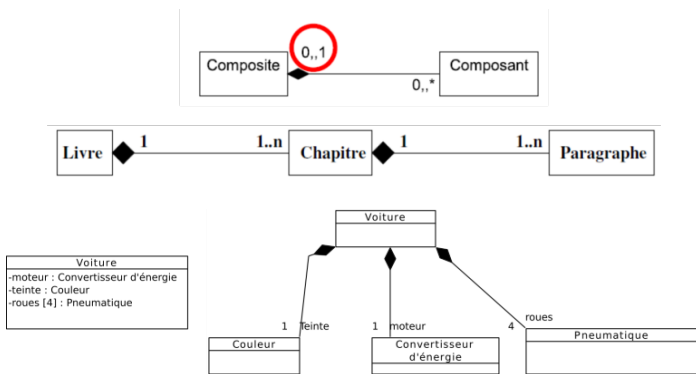 0,,1
Composite
Composant
0,,*
Livre
1
1..n
Chapitre
1
1..n
Paragraphe
Voiture
Voiture
-moteur : Convertisseur d'énergie
-teinte : Couleur
-roues [4] : Pneumatique
1
Teinte
1
moteur
4
roues
Couleur
Convertisseur
d'énergie
Pneumatique